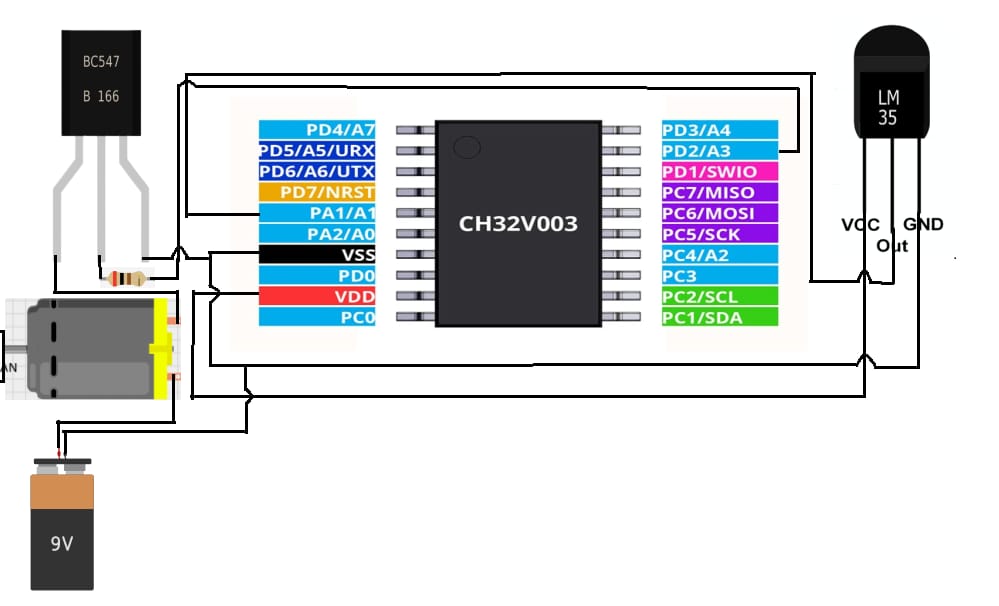 BC547
B 166
LM
35
PD4/A7
PD5/A5/URX
PD6/A6/UTX
PD7/NRST
PA1/A1
PA2/A0
VSS
PD0
VDD
PC0
CH32V003
PD3/A4
PD2/A3
PD1/SWIO
PC7/MISO
PC6/MOSI
PC5/SCK
PC4/A2
PC3
PC2/SCL
PC1/SDA
VCC
GND
Out
AN
9V